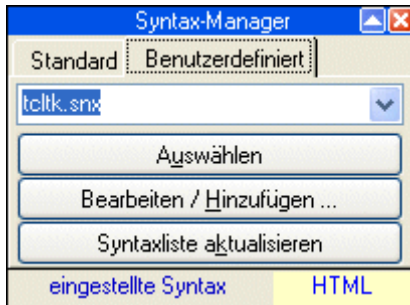 Syntax-Manager
Standard Benutzerdefiniert
tcltk.snx
Auswählen
Bearbeiten / Hinzufügen ...
Syntaxliste aktualisieren
eingestellte Syntax HTML